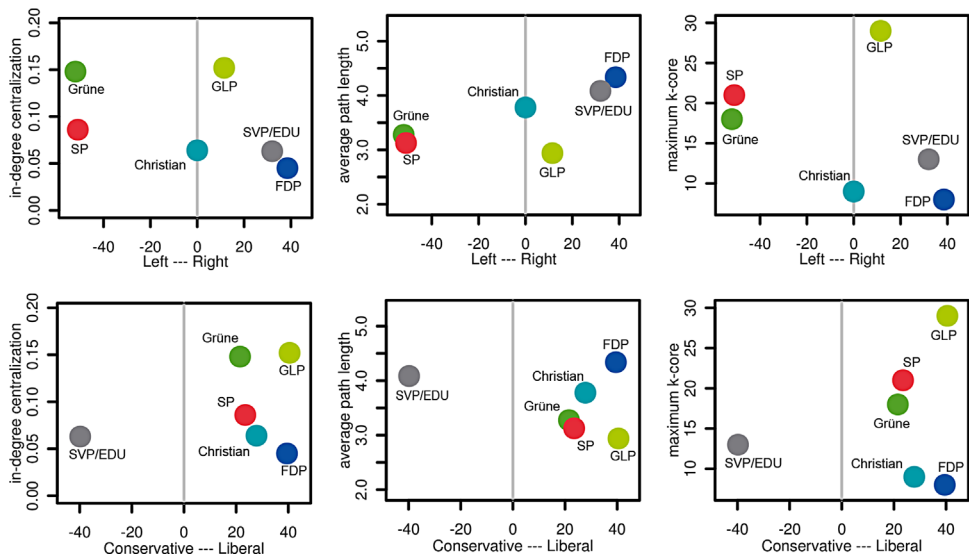 in-degree centralization
0.20
0.15
0.10
0.05
0.00
Grüne
SP
GLP
Christian
SVP/EDU
FDP
-40 -20 0 20 40
Left --- Right
average path length
5.0
4.0
3.0
2.0
Grüne
SP
Christian
GLP
FDP
SVP/EDU
-40 -20 0 20 40
Left --- Right
maximum k-core
30
25
20
15
10
SP
Grüne
GLP
Christian
SVP/EDU
FDP
-40 -20 0 20 40
Left --- Right
in-degree centralization
0.20
0.15
0.10
0.05
0.00
SVP/EDU
Grüne
GLP
SP
Christian
FDP
-40 -20 0 20 40
Conservative --- Liberal
average path length
5.0
4.0
3.0
2.0
SVP/EDU
FDP
Christian
Grüne
SP
GLP
-40 -20 0 20 40
Conservative --- Liberal
maximum k-core
30
25
20
15
10
SVP/EDU
GLP
SP
Grüne
Christian
FDP
-40 -20 0 20 40
Conservative --- Liberal